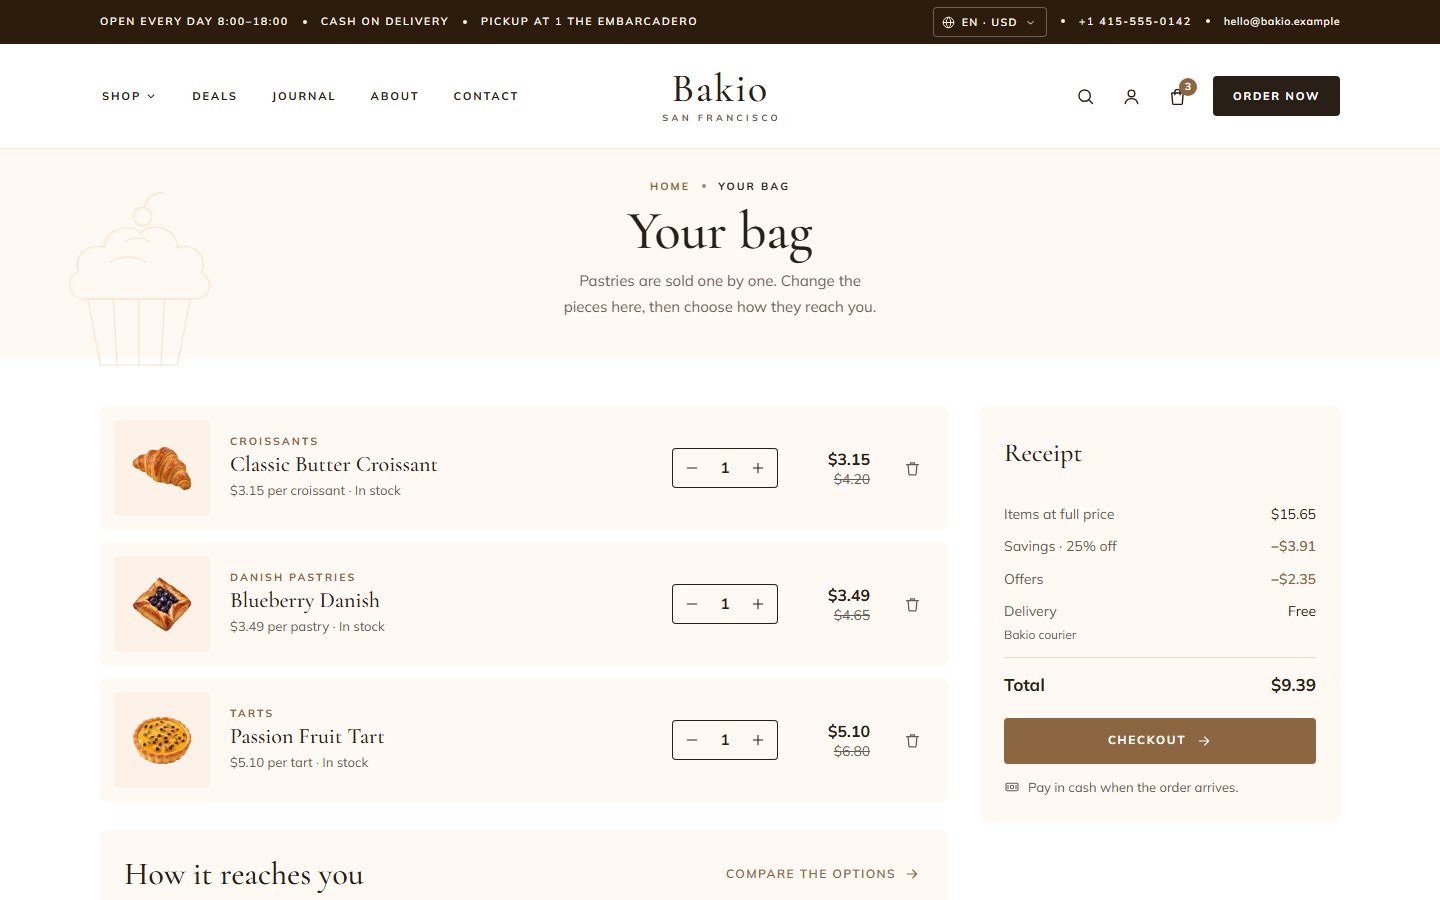 OPEN EVERY DAY 8:00–18:00 • CASH ON DELIVERY • PICKUP AT 1 THE EMBARCADERO
EN · USD • +1 415-555-0142 • hello@bakio.example
SHOP DEALS JOURNAL ABOUT CONTACT
Bakio
SAN FRANCISCO
3
ORDER NOW
HOME • YOUR BAG
Your bag
Pastries are sold one by one. Change the
pieces here, then choose how they reach you.
CROISSANTS
Classic Butter Croissant
$3.15 per croissant · In stock
1
$3.15
$4.20
DANISH PASTRIES
Blueberry Danish
$3.49 per pastry · In stock
1
$3.49
$4.65
TARTS
Passion Fruit Tart
$5.10 per tart · In stock
1
$5.10
$6.80
How it reaches you
COMPARE THE OPTIONS →
Receipt
Items at full price $15.65
Savings · 25% off –$3.91
Offers –$2.35
Delivery Free
Bakio courier
Total $9.39
CHECKOUT →
Pay in cash when the order arrives.